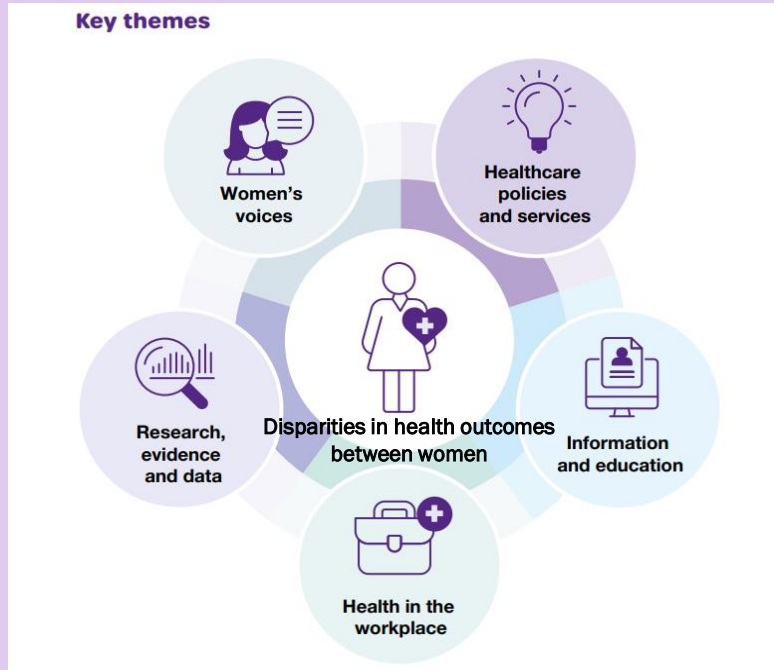 Key themes
Women's
voices
Healthcare
policies
and services
Research,
evidence
and data
Disparities in health outcomes
between women
Information
and education
Health in the
workplace